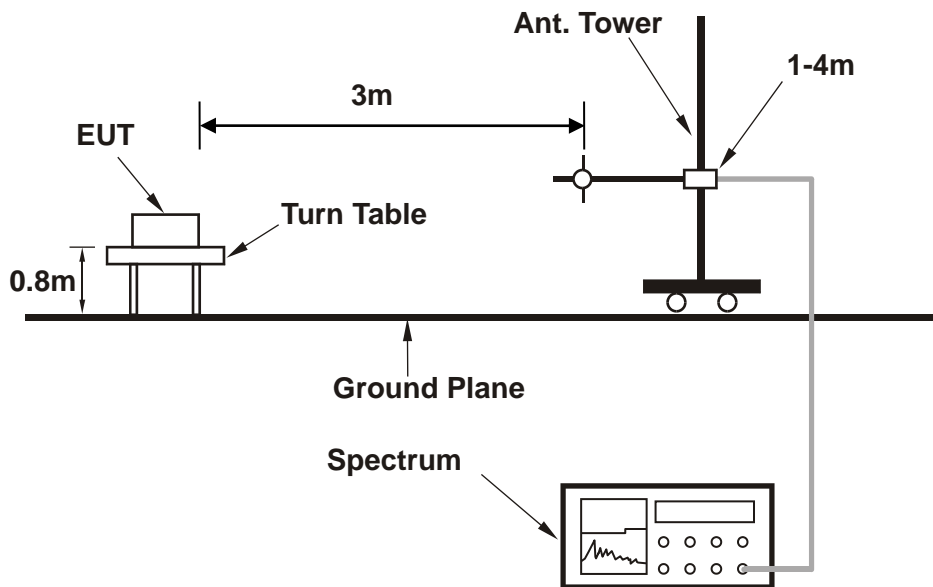 Ant. Tower
1-4m
3m
EUT
Turn Table
0.8m
Ground Plane
Spectrum